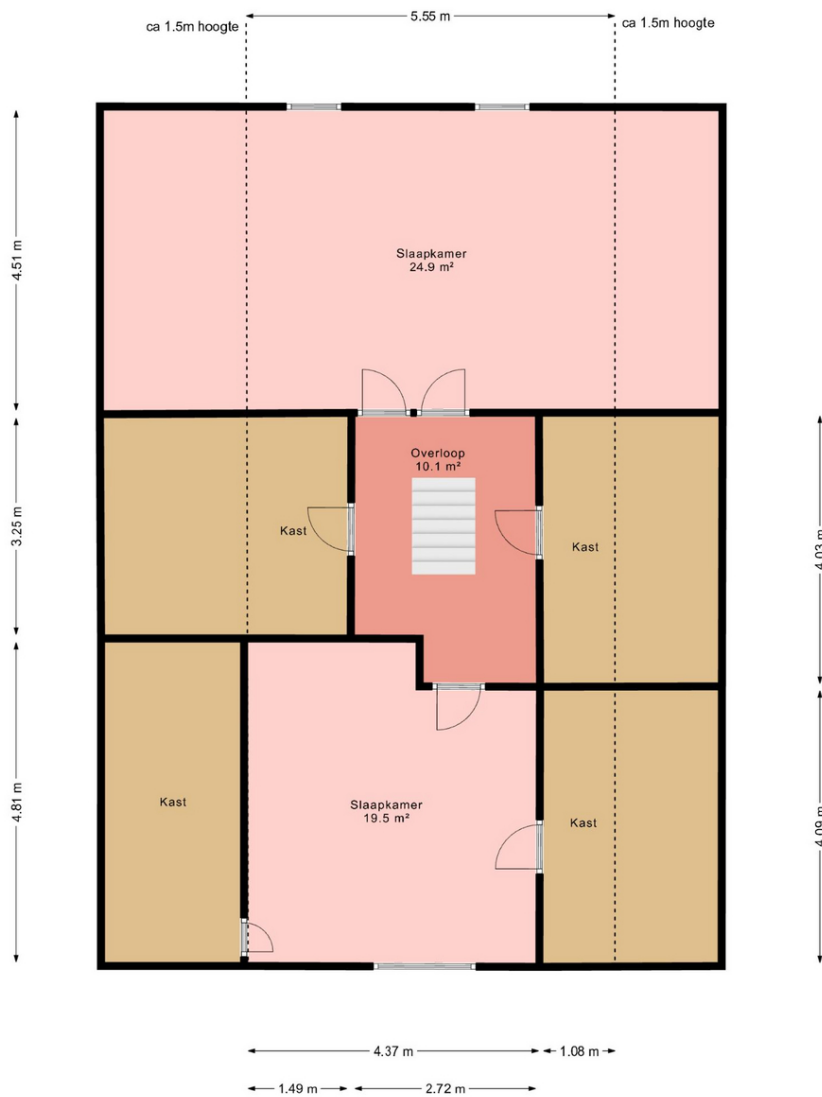 5.55 m
ca 1.5m hoogte
ca 1.5m hoogte
4.51 m
Slaapkamer
24.9 m²
Overloop
10.1 m²
3.25 m
Kast
Kast
4.03 m
4.81 m
Kast
Slaapkamer
19.5 m²
Kast
4.09 m
4.37 m
1.08 m
1.49 m
2.72 m